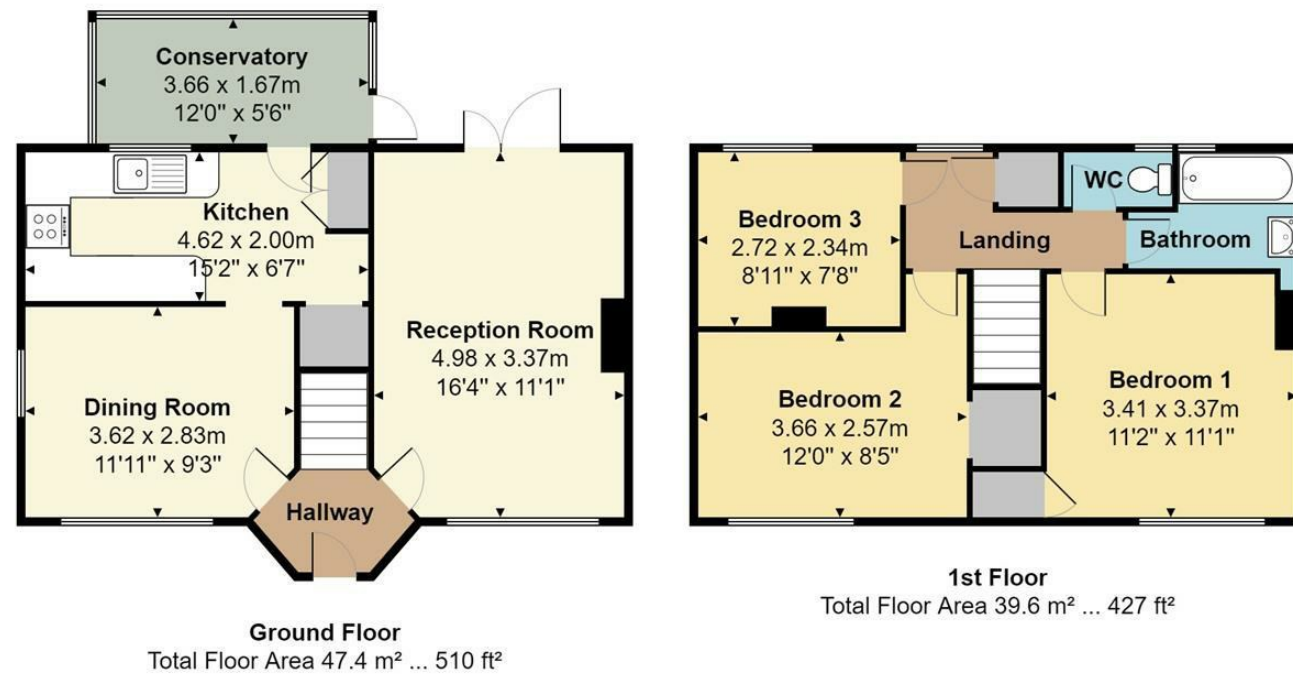 Conservatory
3.66 x 1.67m
12'0" x 5'6"
Kitchen
4.62 x 2.00m
15'2" x 6'7"
Reception Room
4.98 x 3.37m
16'4" x 11'1"
Dining Room
3.62 x 2.83m
11'11" x 9'3"
Hallway
Ground Floor
Total Floor Area 47.4 m² ... 510 ft²
WC
Bedroom 3
2.72 x 2.34m
8'11" x 7'8"
Landing
Bathroom
Bedroom 2
3.66 x 2.57m
12'0" x 8'5"
Bedroom 1
3.41 x 3.37m
11'2" x 11'1"
1st Floor
Total Floor Area 39.6 m² ... 427 ft²